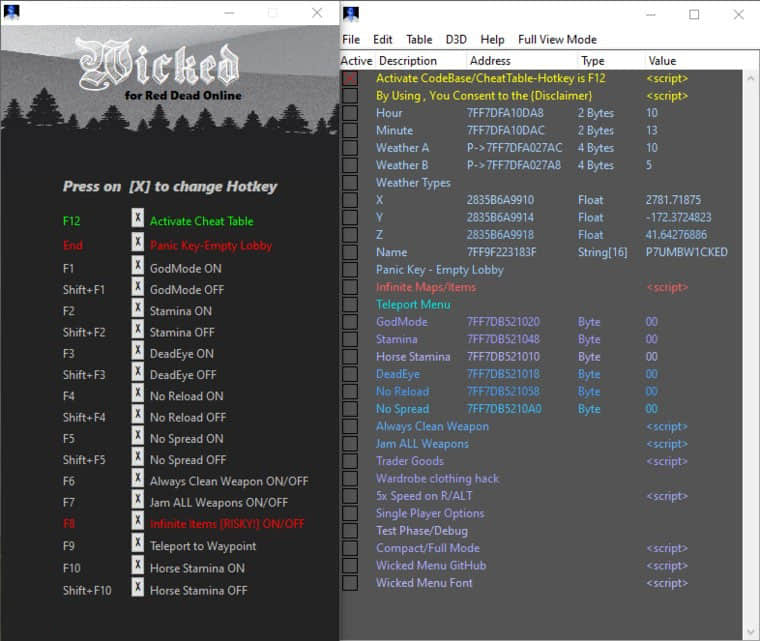 Wicked
for Red Dead Online
Press on [X] to change Hotkey
F12 X Activate Cheat Table
End X Panic Key-Empty Lobby
F1 X GodMode ON
Shift+F1 X GodMode OFF
F2 X Stamina ON
Shift+F2 X Stamina OFF
F3 X DeadEye ON
Shift+F3 X DeadEye OFF
F4 X No Reload ON
Shift+F4 X No Reload OFF
F5 X No Spread ON
Shift+F5 X No Spread OFF
F6 X Always Clean Weapon ON/OFF
F7 X Jam ALL Weapons ON/OFF
F8 X Infinite Items (RISKY!) ON/OFF
F9 X Teleport to Waypoint
F10 X Horse Stamina ON
Shift+F10 X Horse Stamina OFF
File Edit Table D3D Help Full View Mode
Active Description Address Type Value
Activate CodeBase/CheatTable-Hotkey is F12 <script>
By Using , You Consent to the {Disclaimer} <script>
Hour 7FF7DFA10DA8 2 Bytes 10
Minute 7FF7DFA10DAC 2 Bytes 13
Weather A P->7FF7DFA027AC 4 Bytes 10
Weather B P->7FF7DFA027A8 4 Bytes 5
Weather Types
X 2835B6A9910 Float 2781.71875
Y 2835B6A9914 Float -172.3724823
Z 2835B6A9918 Float 41.64276886
Name 7FF9F223183F String[16] P7UMBW1CKED
Panic Key - Empty Lobby
Infinite Maps/Items <script>
Teleport Menu
GodMode 7FF7DB521020 Byte 00
Stamina 7FF7DB521048 Byte 00
Horse Stamina 7FF7DB521010 Byte 00
DeadEye 7FF7DB521018 Byte 00
No Reload 7FF7DB521058 Byte 00
No Spread 7FF7DB5210A0 Byte 00
Always Clean Weapon <script>
Jam ALL Weapons <script>
Trader Goods <script>
Wardrobe clothing hack
5x Speed on R/ALT <script>
Single Player Options
Test Phase/Debug
Compact/Full Mode <script>
Wicked Menu GitHub <script>
Wicked Menu Font <script>